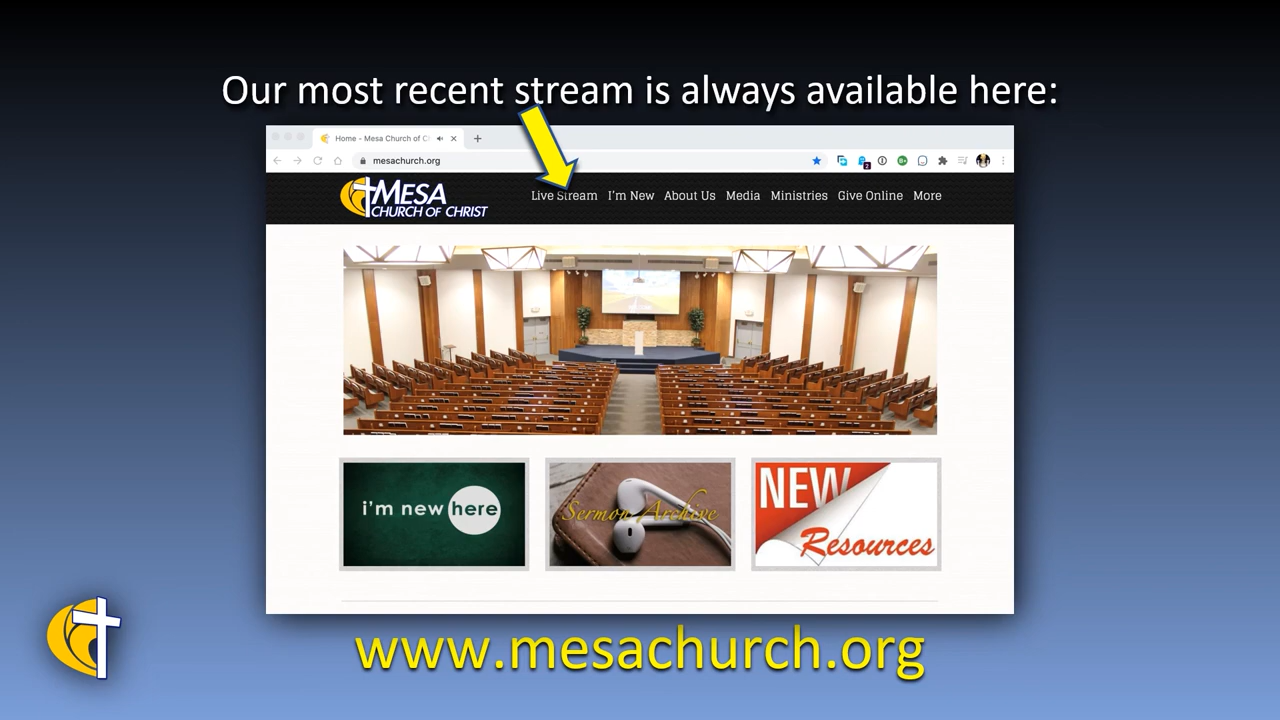 Our most recent stream is always available here:
Home - Mesa Church of C
mesachurch.org
2
MESA
CHURCH OF CHRIST
Live Stream I'm New About Us Media Ministries Give Online More
i'm new here
Sermon Archive
NEW
Resources
www.mesachurch.org